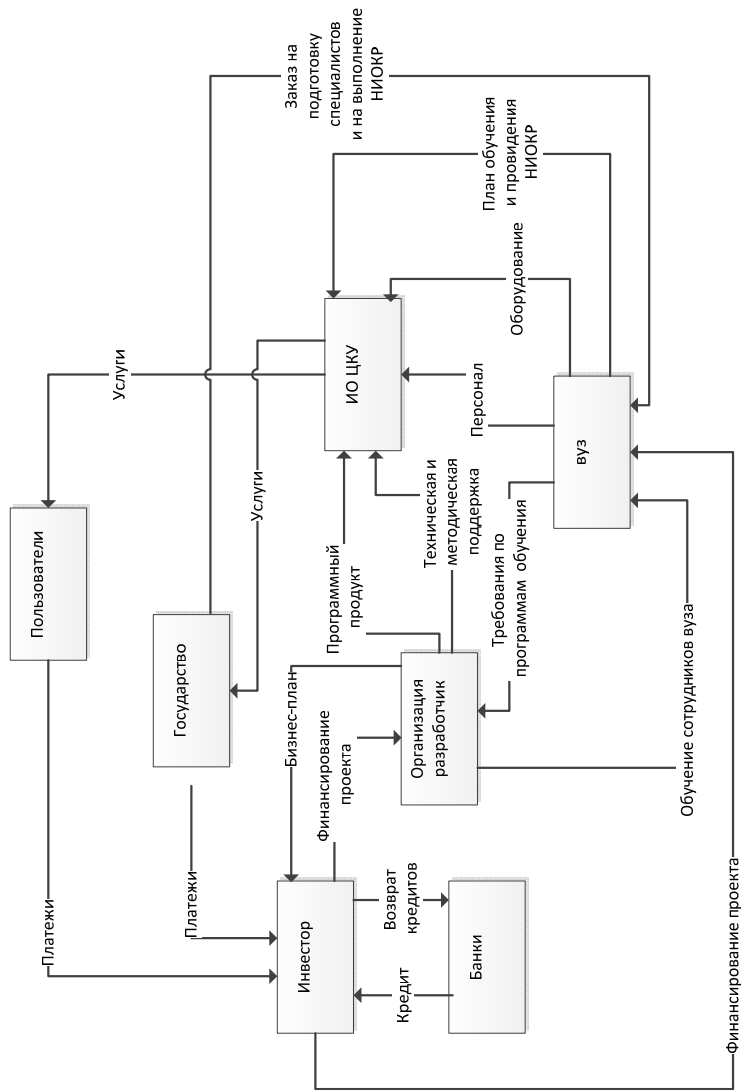 Платежи
Пользователи
Услуги
Платежи
Государство
Услуги
Заказ на
подготовку
специалистов
и на выполнение
НИОКР
Бизнес-план
Инвестор
Финансирование
проекта
Программный
продукт
ИО ЦКУ
Возврат
кредитов
Кредит
Организация
разработчик
Техническая и
методическая
поддержка
Банки
Персонал
План обучения
и провидения
НИОКР
Требования по
программам обучения
Оборудование
вуз
Обучение сотрудников вуза
Финансирование проекта